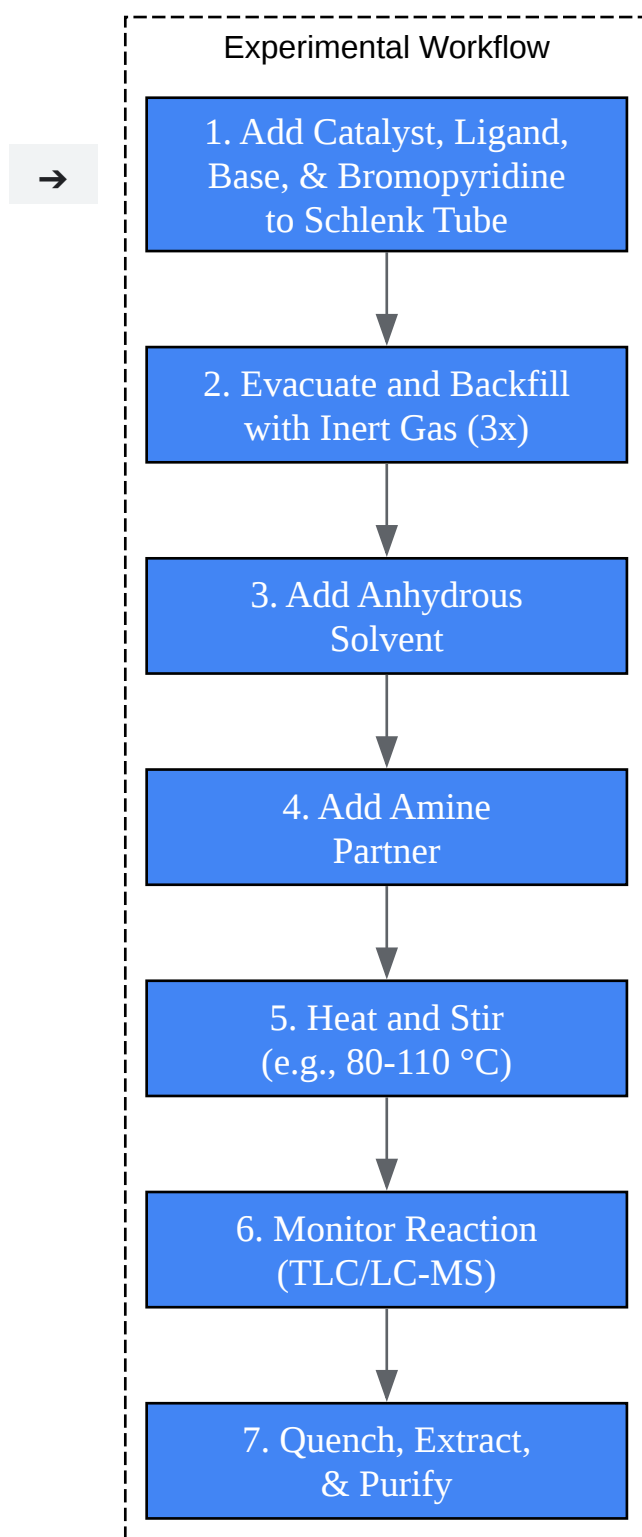 Experimental Workflow
➔
1. Add Catalyst, Ligand,
Base, & Bromopyridine
to Schlenk Tube
2. Evacuate and Backfill
with Inert Gas (3x)
3. Add Anhydrous
Solvent
4. Add Amine
Partner
5. Heat and Stir
(e.g., 80-110 °C)
6. Monitor Reaction
(TLC/LC-MS)
7. Quench, Extract,
& Purify